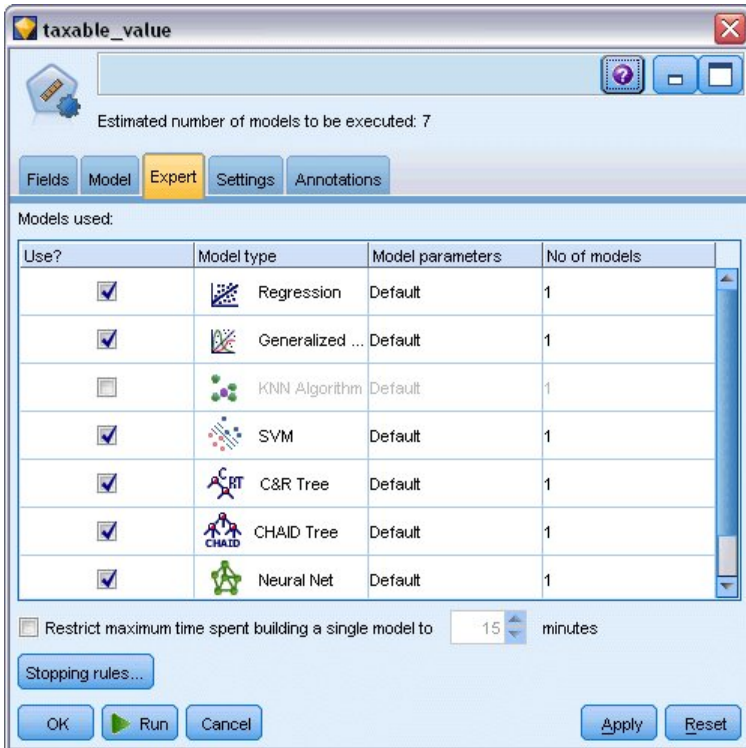 taxable_value
Estimated number of models to be executed: 7
Fields Model Expert Settings Annotations
Models used:
Use? Model type Model parameters No of models
Regression Default 1
Generalized ... Default 1
KNN Algorithm Default 1
SVM Default 1
C&R Tree Default 1
CHAID Tree Default 1
Neural Net Default 1
Restrict maximum time spent building a single model to 15 minutes
Stopping rules...
OK Run Cancel Apply Reset